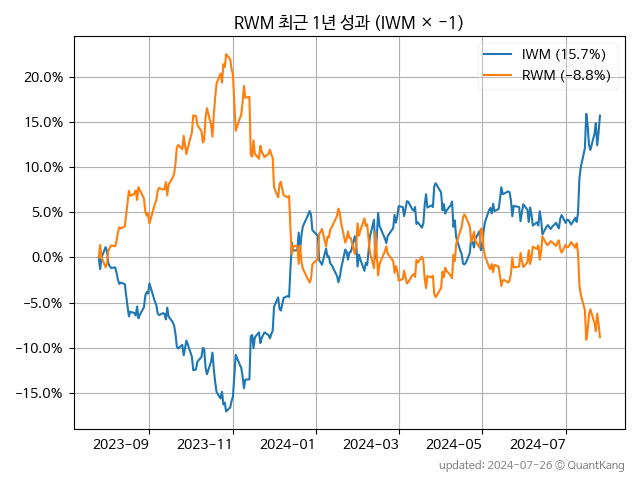 RWM 최근 1년 성과 (IWM × −1)
IWM (15.7%)
RWM (−8.8%)
20.0%
15.0%
10.0%
5.0%
0.0%
−5.0%
−10.0%
−15.0%
2023-09 2023-11 2024-01 2024-03 2024-05 2024-07
updated: 2024-07-26 © QuantKang